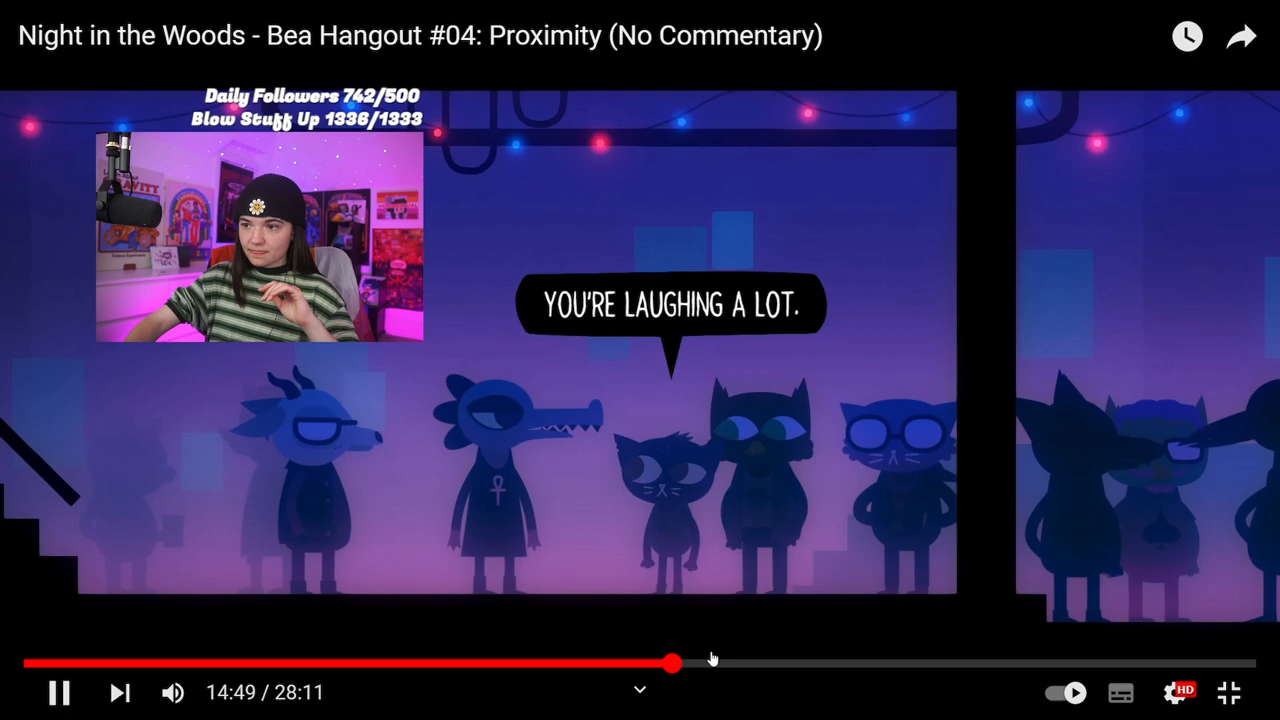 Night in the Woods - Bea Hangout #04: Proximity (No Commentary)
Daily Followers 742/500
Blow Stuff Up 1336/1333
YOU'RE LAUGHING A LOT.
14:49 / 28:11
HD